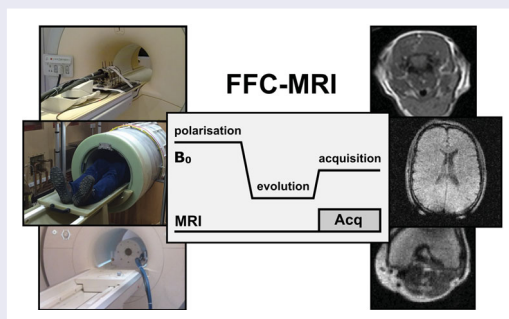 FFC-MRI
polarisation
B₀
acquisition
evolution
MRI
Acq